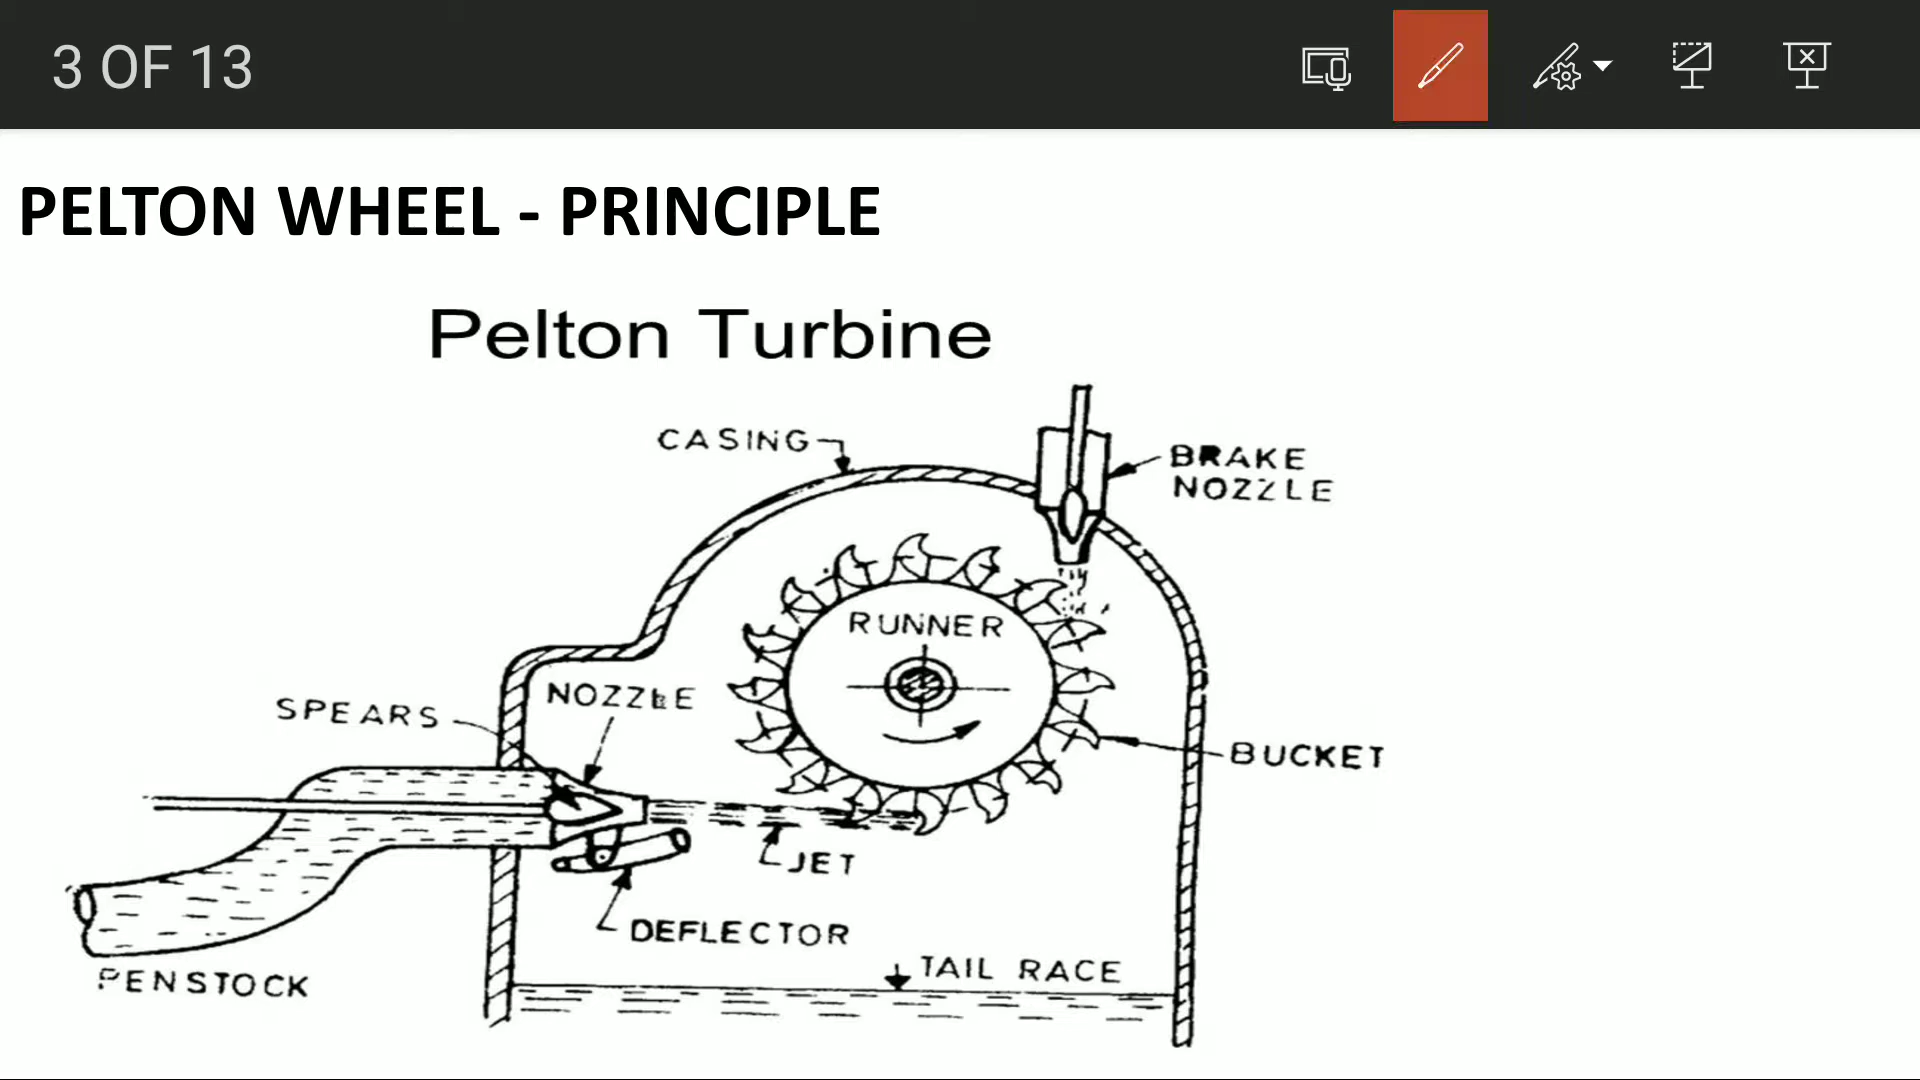 3 OF 13
PELTON WHEEL - PRINCIPLE
Pelton Turbine
CASING
BRAKE
NOZZLE
RUNNER
NOZZLE
SPEARS
BUCKET
JET
DEFLECTOR
TAIL RACE
PENSTOCK